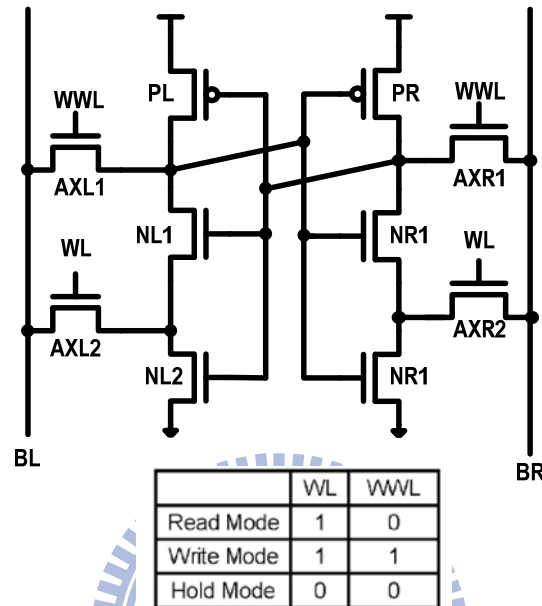 PL PR
WWL WWL
AXL1 AXR1
NL1 NR1
WL WL
AXL2 AXR2
NL2 NR1
BL BR
WL WWL
Read Mode 1 0
Write Mode 1 1
Hold Mode 0 0